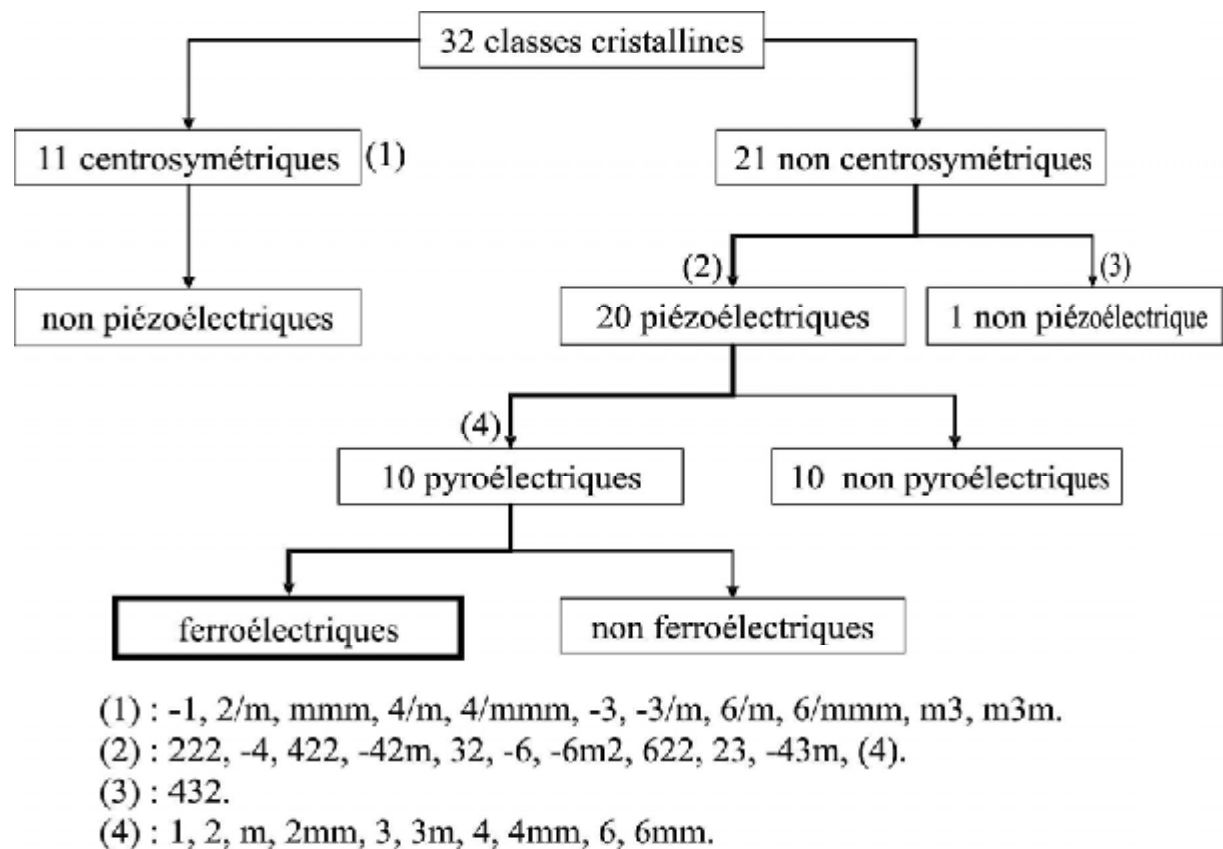 32 classes cristallines
11 centrosymétriques (1)
21 non centrosymétriques
(2)
(3)
non piézoélectriques
20 piézoélectriques
1 non piézoélectrique
(4)
10 pyroélectriques
10 non pyroélectriques
ferroélectriques
non ferroélectriques
(1) : -1, 2/m, mmm, 4/m, 4/mmm, -3, -3/m, 6/m, 6/mmm, m3, m3m.
(2) : 222, -4, 422, -42m, 32, -6, -6m2, 622, 23, -43m, (4).
(3) : 432.
(4) : 1, 2, m, 2mm, 3, 3m, 4, 4mm, 6, 6mm.